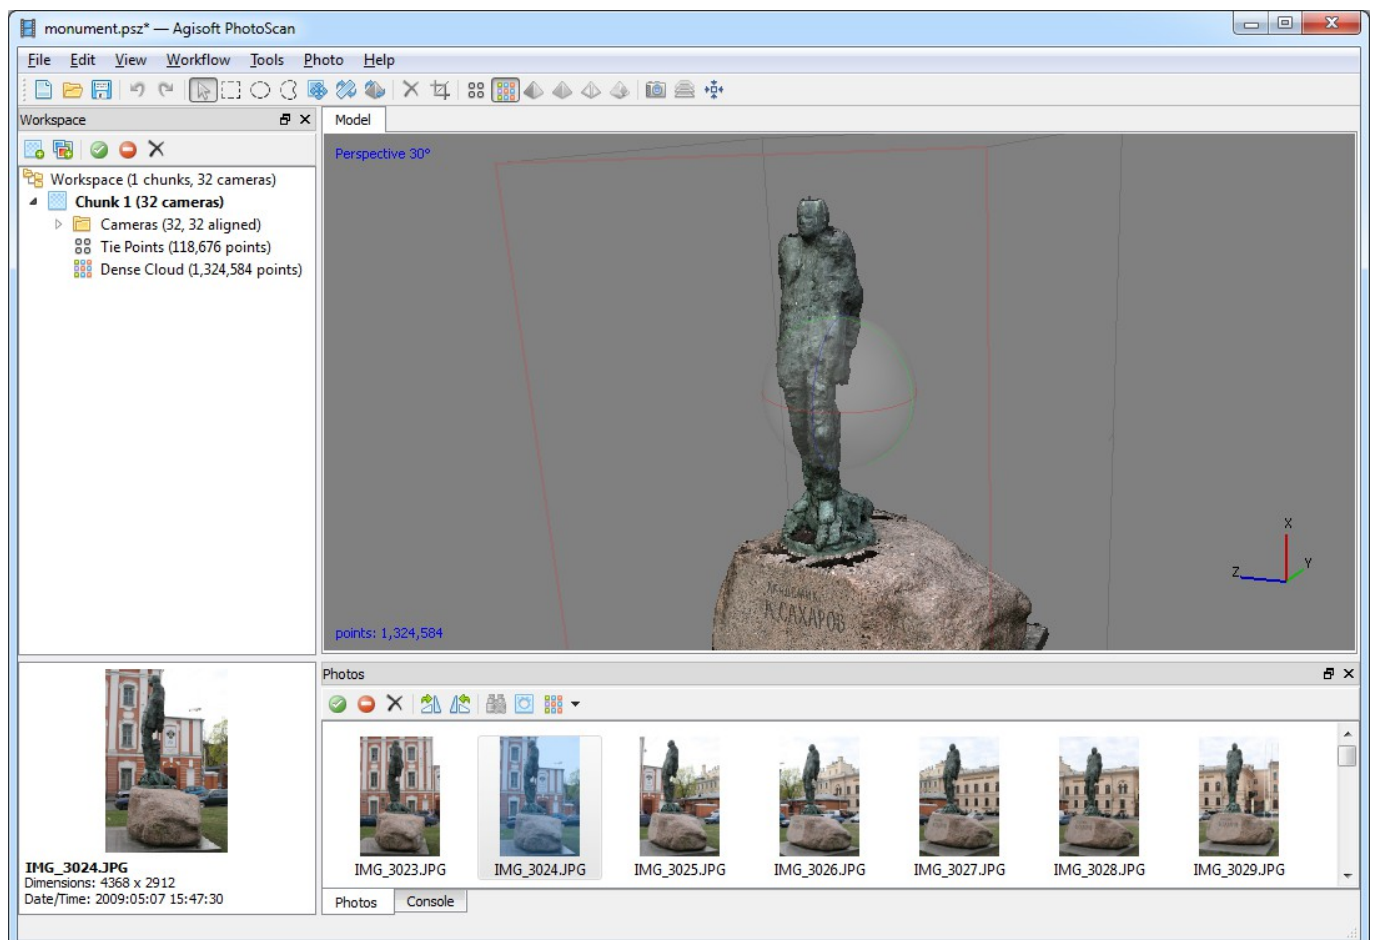 monument.psz* — Agisoft PhotoScan
File Edit View Workflow Tools Photo Help
Workspace
Model
Workspace (1 chunks, 32 cameras)
Chunk 1 (32 cameras)
Cameras (32, 32 aligned)
Tie Points (118,676 points)
Dense Cloud (1,324,584 points)
Perspective 30°
X
Y
Z
А.САХАРОВ
points: 1,324,584
IMG_3024.JPG
Dimensions: 4368 x 2912
Date/Time: 2009:05:07 15:47:30
Photos
IMG_3023.JPG IMG_3024.JPG IMG_3025.JPG IMG_3026.JPG IMG_3027.JPG IMG_3028.JPG IMG_3029.JPG
Photos Console